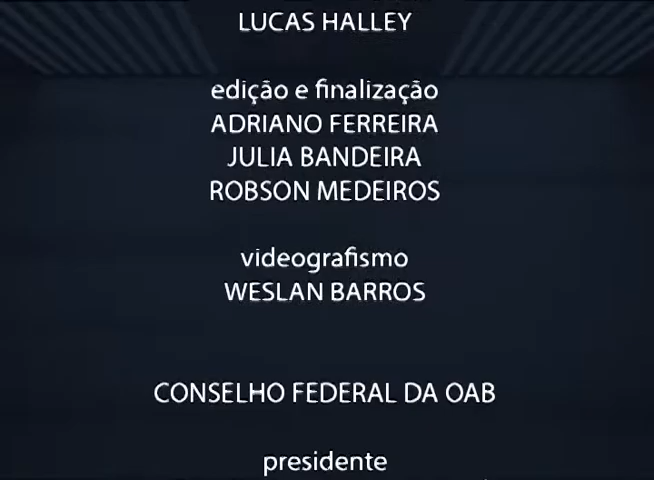 LUCAS HALLEY
edição e finalização
ADRIANO FERREIRA
JULIA BANDEIRA
ROBSON MEDEIROS
videografismo
WESLAN BARROS
CONSELHO FEDERAL DA OAB
presidente